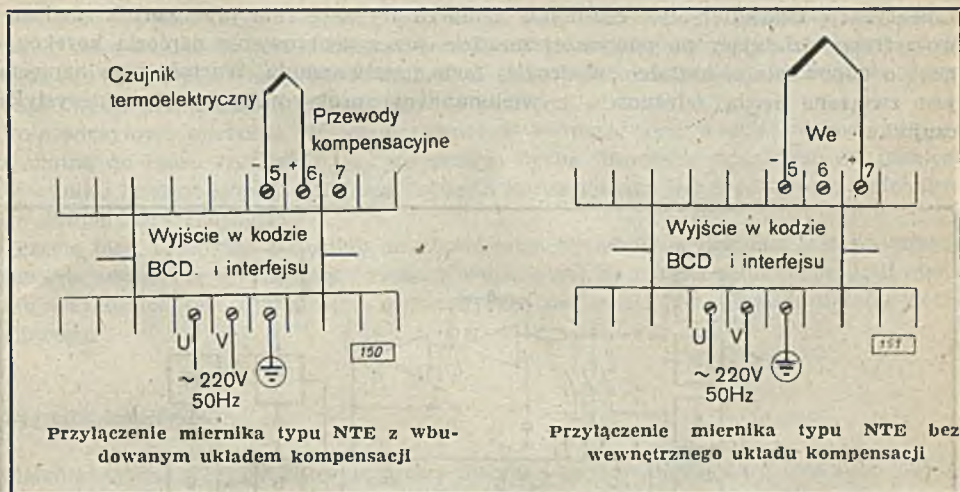 Czujnik
termoelektryczny
Przewody
kompensacyjne
- 5 + 6 7
Wyjście w kodzie
BCD. i interfejsu
U V
~ 220V
50Hz
150
Przyłączenie miernika typu NTE z wbu-
dowanym układem kompensacji
We
- 5 6 + 7
Wyjście w kodzie
BCD i interfejsu
U V
~ 220V
50Hz
151
Przyłączenie miernika typu NTE bez
wewnętrznego układu kompensacji